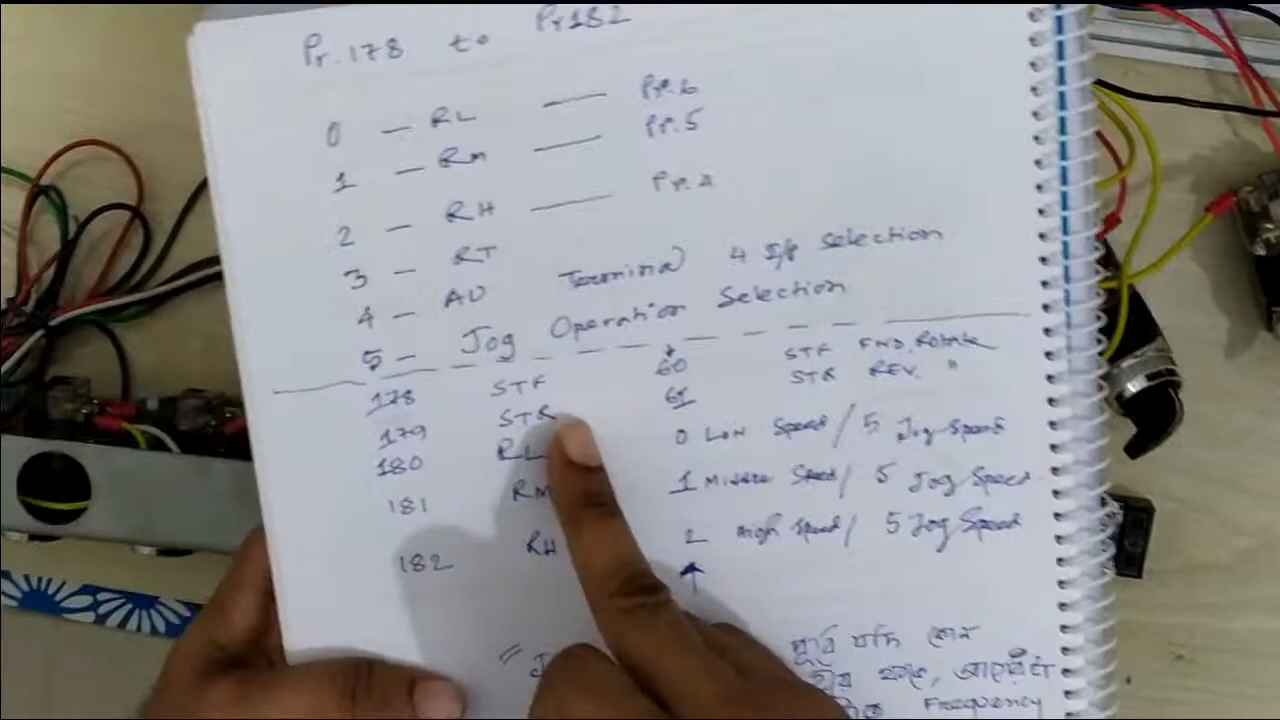 Pr.178 to Pr182
0 — RL — Pr.6
1 — RM — Pr.5
2 — RH — Pr.4
3 — RT
4 — AU Terminal 4 I/P Selection
5 — Jog Operation Selection
178 STF 60 STF FWD. Rotate
179 STR 61 STR REV. "
180 RL 0 Low Speed / 5 Jog Speed
181 RM 1 Middle Speed / 5 Jog Speed
182 RH 2 High Speed / 5 Jog Speed
যদি কোন
Frequency